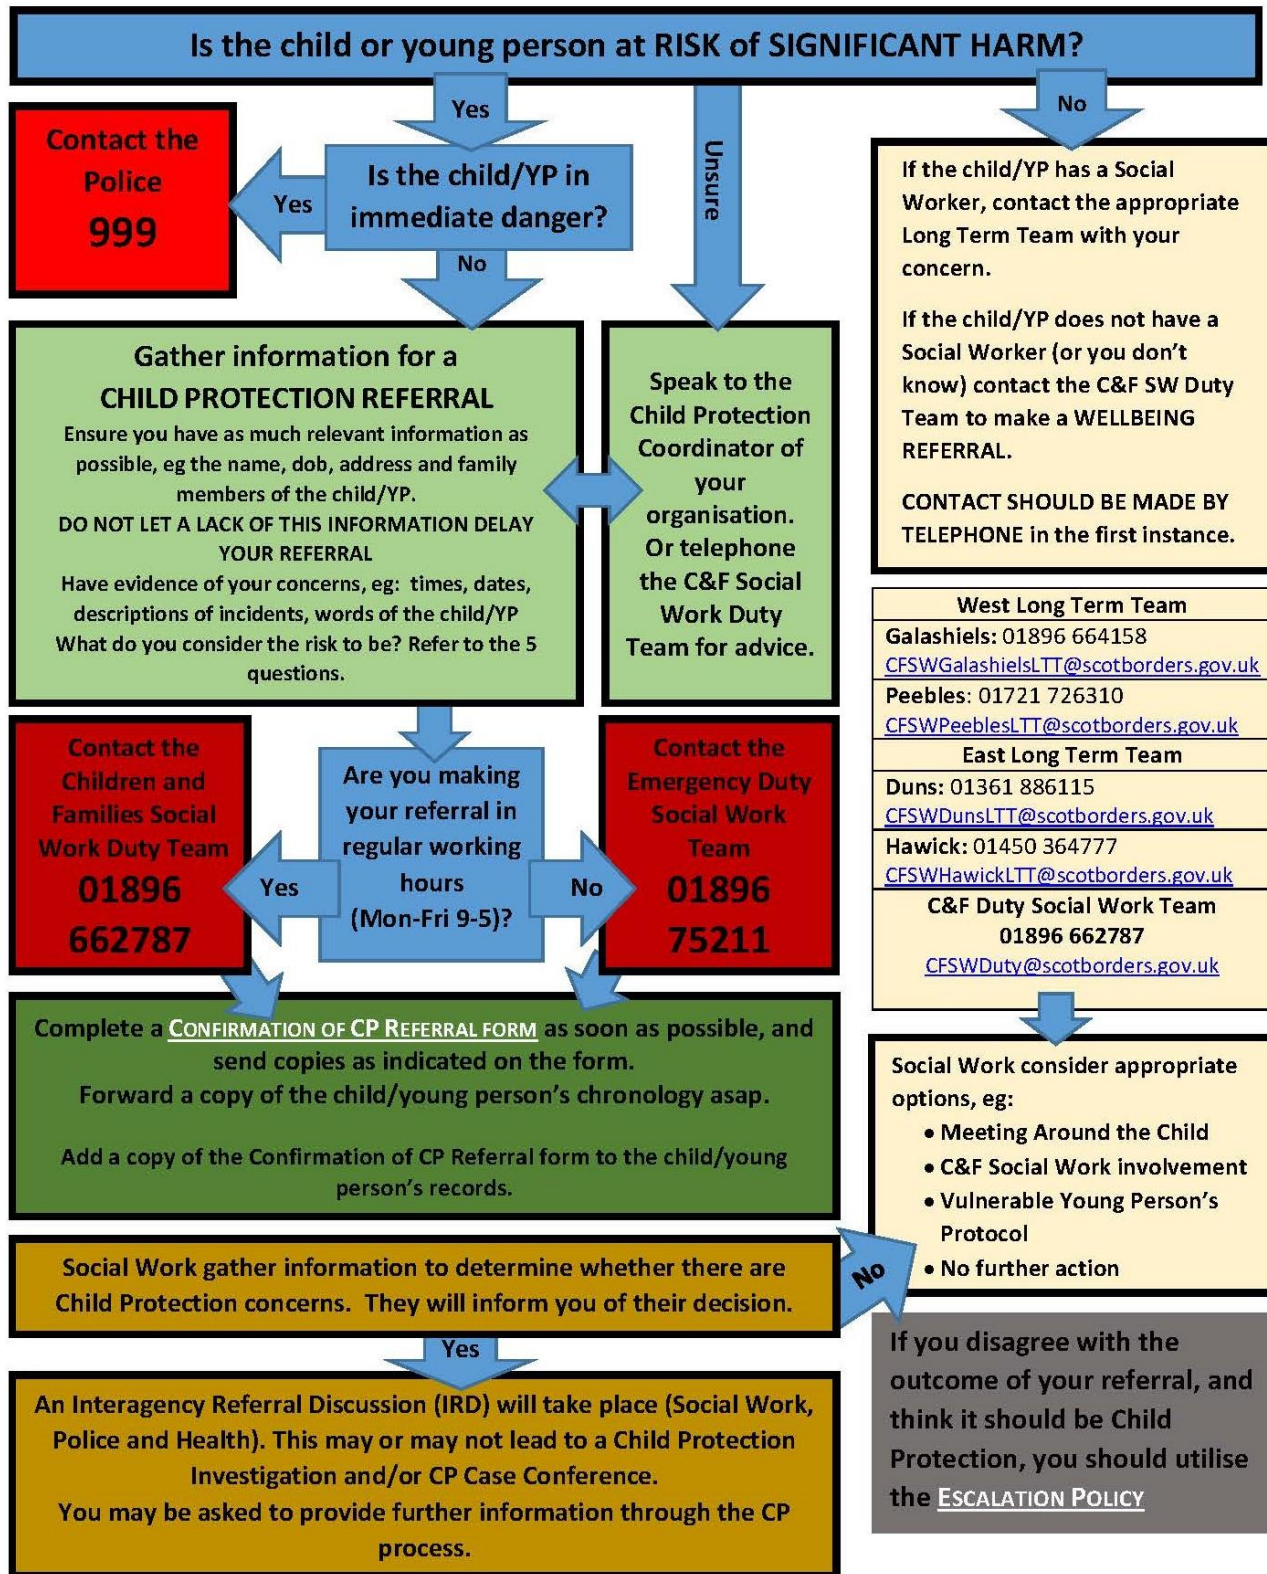 Is the child or young person at RISK of SIGNIFICANT HARM?
Yes
Unsure
No
Contact the
Police
999
Yes
Is the child/YP in
immediate danger?
No
If the child/YP has a Social
Worker, contact the appropriate
Long Term Team with your
concern.
If the child/YP does not have a
Social Worker (or you don't
know) contact the C&F SW Duty
Team to make a WELLBEING
REFERRAL.
CONTACT SHOULD BE MADE BY
TELEPHONE in the first instance.
Gather information for a
CHILD PROTECTION REFERRAL
Ensure you have as much relevant information as
possible, eg the name, dob, address and family
members of the child/YP.
DO NOT LET A LACK OF THIS INFORMATION DELAY
YOUR REFERRAL
Have evidence of your concerns, eg: times, dates,
descriptions of incidents, words of the child/YP
What do you consider the risk to be? Refer to the 5
questions.
Speak to the
Child Protection
Coordinator of
your
organisation.
Or telephone
the C&F Social
Work Duty
Team for advice.
West Long Term Team
Galashiels: 01896 664158
CFSWGalashielsLTT@scotborders.gov.uk
Peebles: 01721 726310
CFSWPeeblesLTT@scotborders.gov.uk
East Long Term Team
Duns: 01361 886115
CFSWDunsLTT@scotborders.gov.uk
Hawick: 01450 364777
CFSWHawickLTT@scotborders.gov.uk
C&F Duty Social Work Team
01896 662787
CFSWDuty@scotborders.gov.uk
Contact the
Children and
Families Social
Work Duty Team
01896
662787
Yes
Are you making
your referral in
regular working
hours
(Mon-Fri 9-5)?
No
Contact the
Emergency Duty
Social Work
Team
01896
75211
Complete a CONFIRMATION OF CP REFERRAL FORM as soon as possible, and
send copies as indicated on the form.
Forward a copy of the child/young person's chronology asap.
Add a copy of the Confirmation of CP Referral form to the child/young
person's records.
Social Work consider appropriate
options, eg:
• Meeting Around the Child
• C&F Social Work involvement
• Vulnerable Young Person's
Protocol
• No further action
Social Work gather information to determine whether there are
Child Protection concerns. They will inform you of their decision.
No
Yes
An Interagency Referral Discussion (IRD) will take place (Social Work,
Police and Health). This may or may not lead to a Child Protection
Investigation and/or CP Case Conference.
You may be asked to provide further information through the CP
process.
If you disagree with the
outcome of your referral, and
think it should be Child
Protection, you should utilise
the ESCALATION POLICY